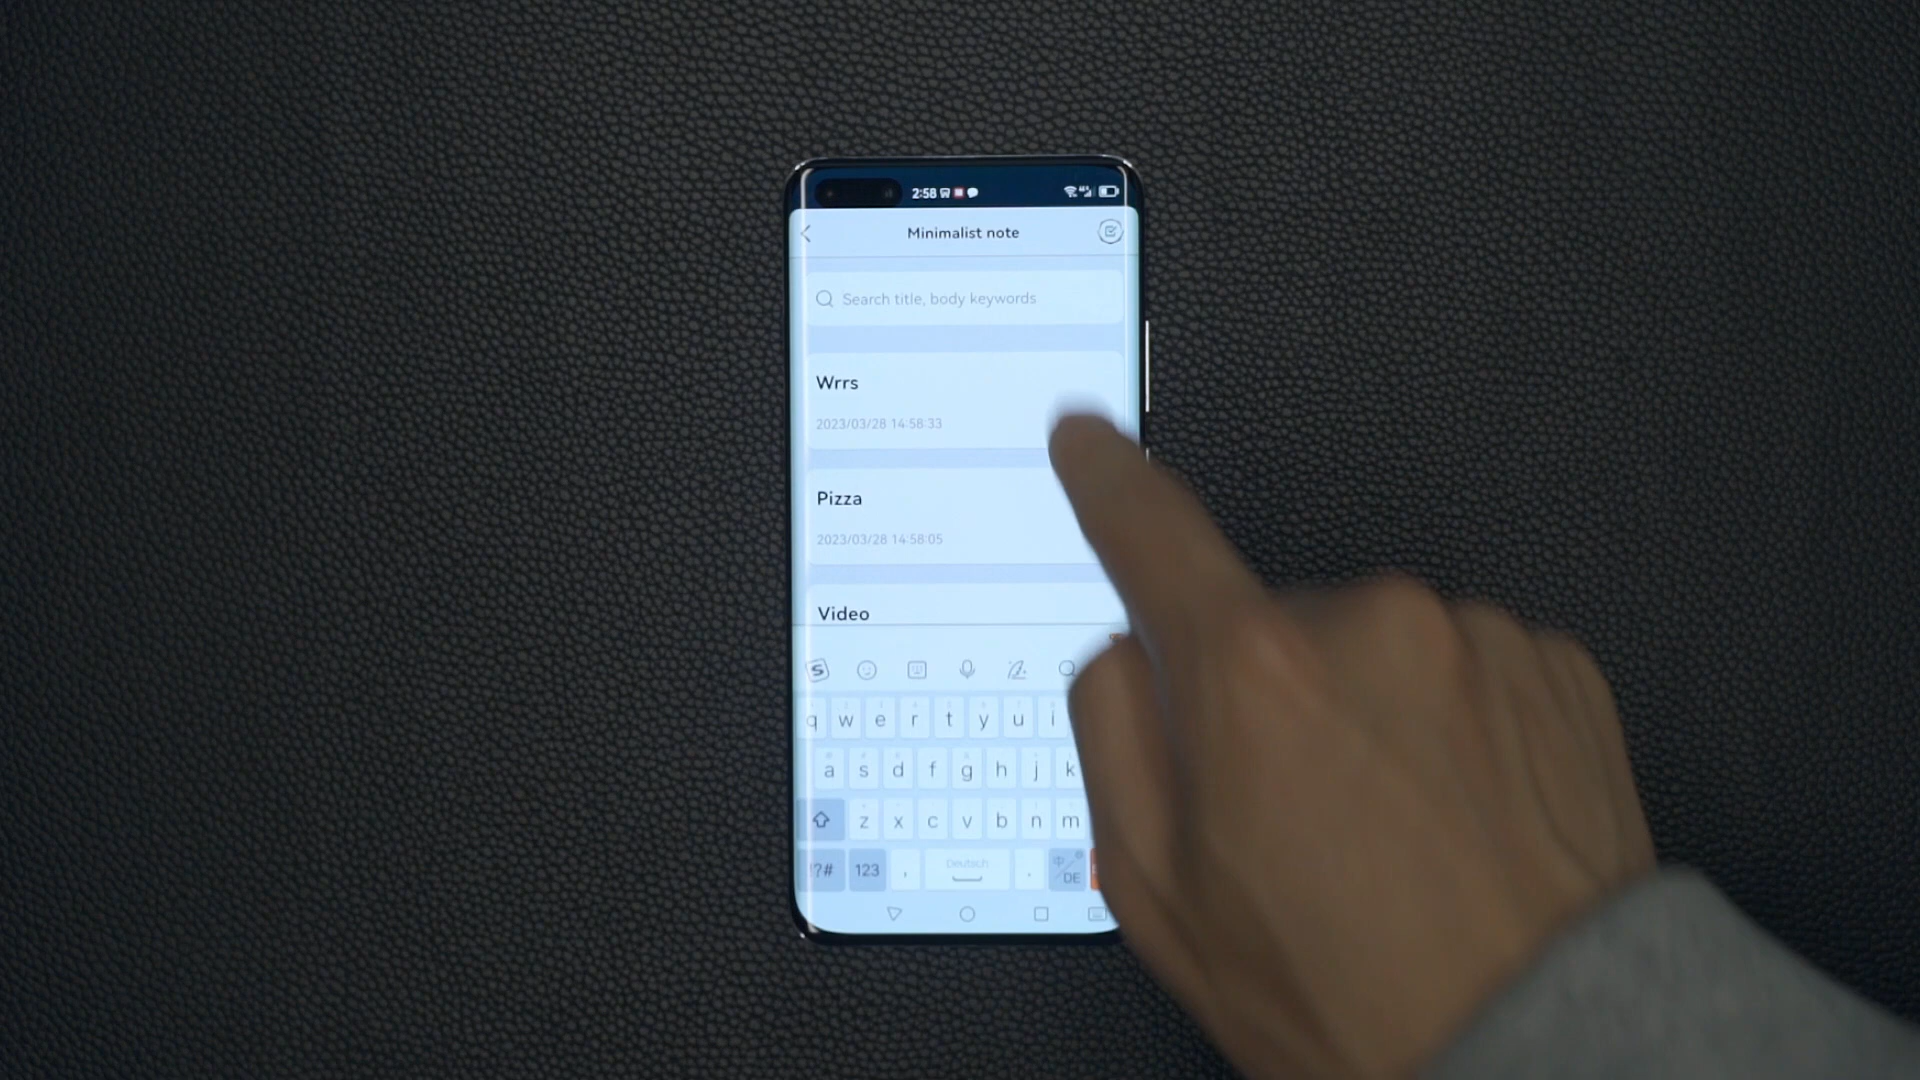 2:58
Minimalist note
Search title, body keywords
Wrrs
2023/03/28 14:58:33
Pizza
2023/03/28 14:58:05
Video
S
q w e r t y u i
a s d f g h j k
z x c v b n m
?# 123 , Deutsch . 中/DE